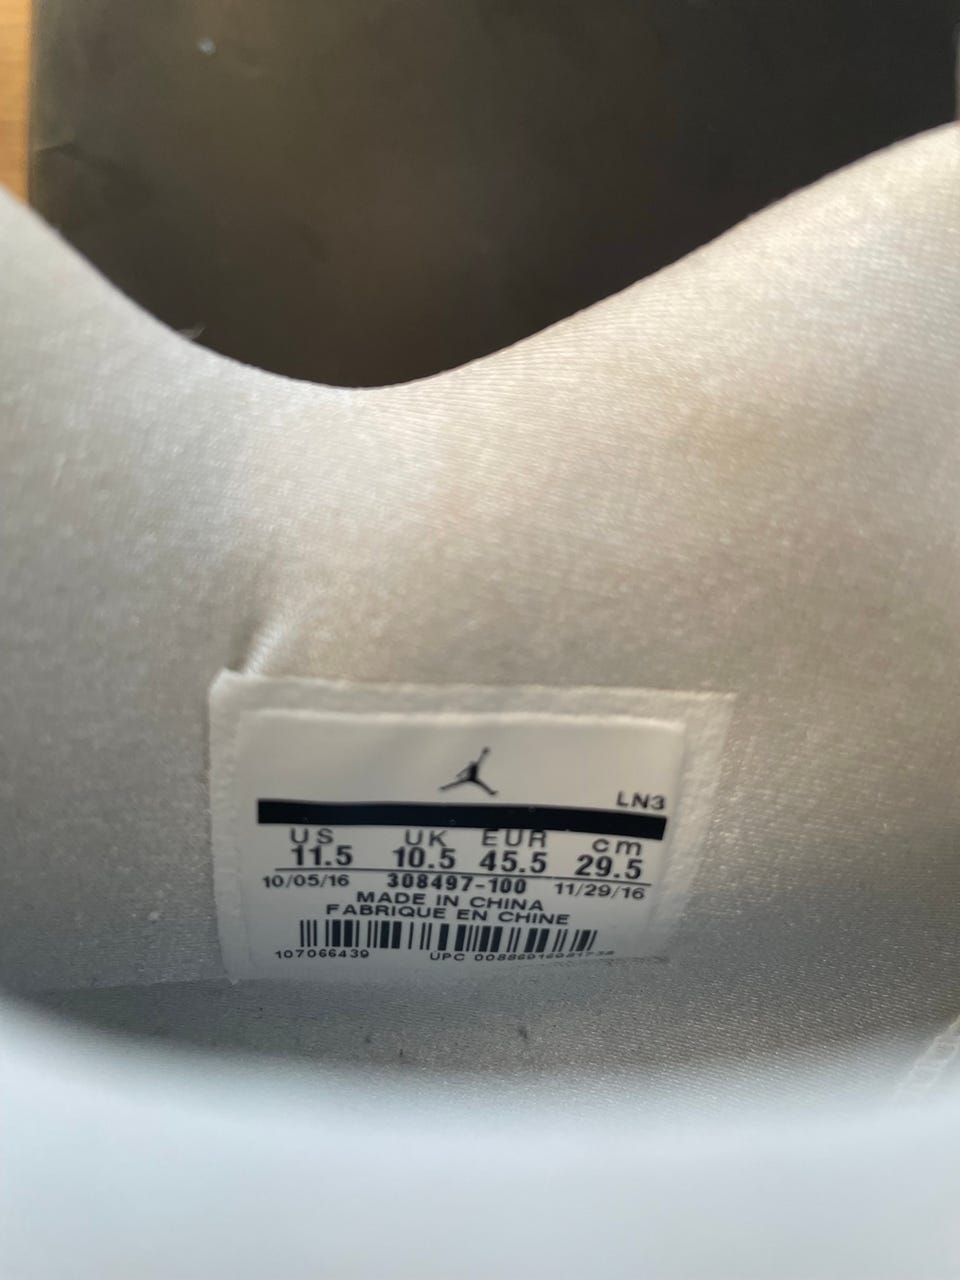 LN3
US UK EUR cm
11.5 10.5 45.5 29.5
10/05/16 308497-100 11/29/16
MADE IN CHINA
FABRIQUE EN CHINE
107066439 UPC